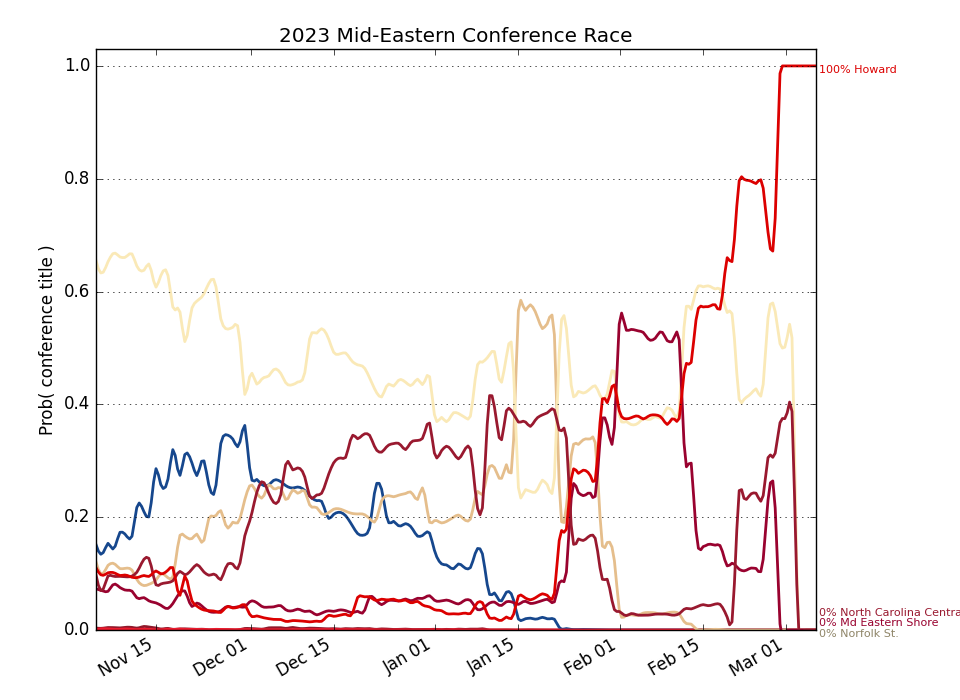 2023 Mid-Eastern Conference Race
Prob( conference title )
1.0
0.8
0.6
0.4
0.2
0.0
100% Howard
0% North Carolina Centra
0% Md Eastern Shore
0% Norfolk St.
Nov 15
Dec 01
Dec 15
Jan 01
Jan 15
Feb 01
Feb 15
Mar 01